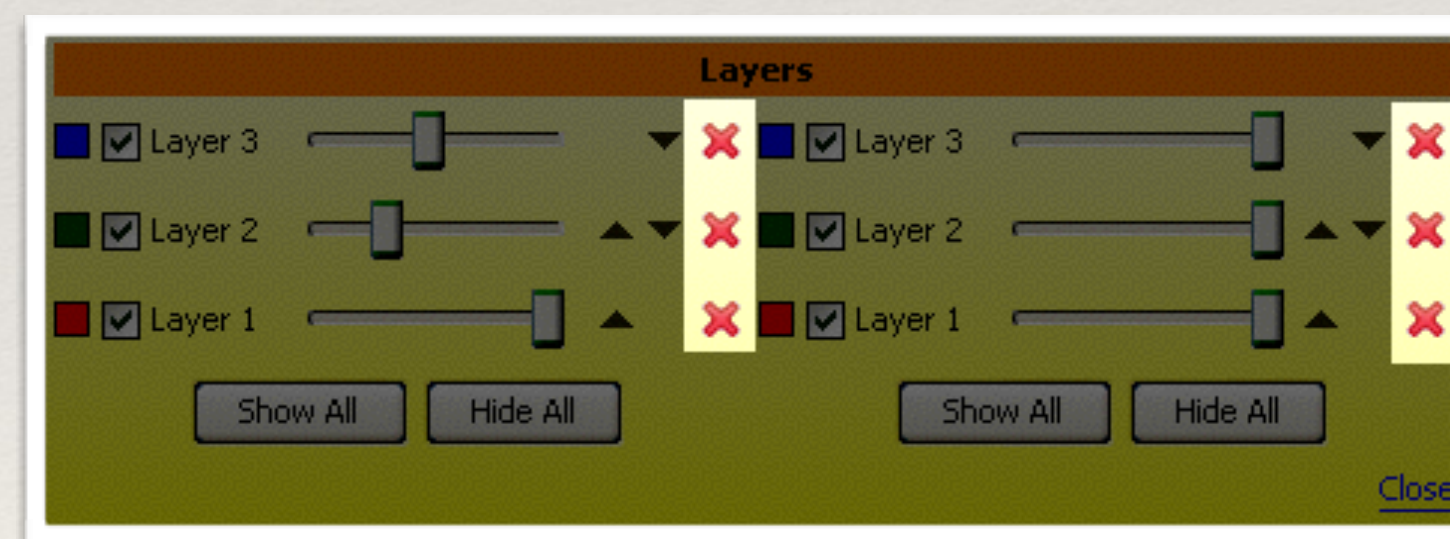 Layers
Layer 3 Layer 3
Layer 2 Layer 2
Layer 1 Layer 1
Show All Hide All Show All Hide All
Close